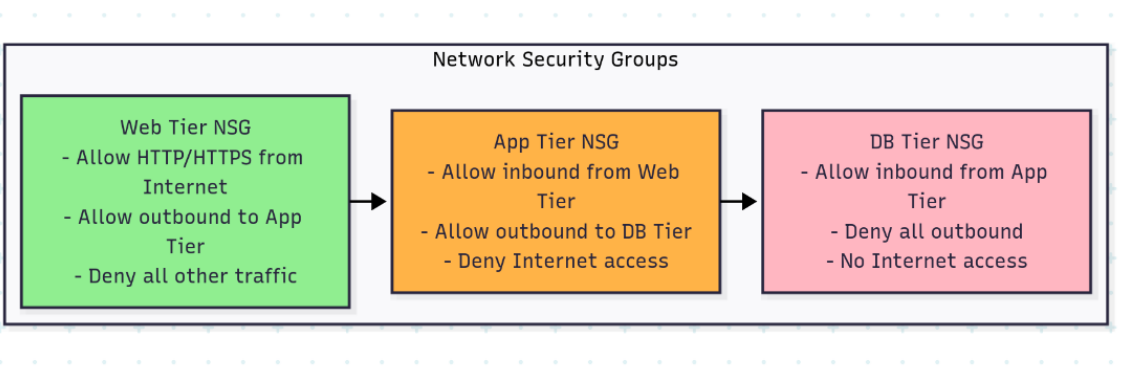 Network Security Groups
Web Tier NSG
- Allow HTTP/HTTPS from
Internet
- Allow outbound to App
Tier
- Deny all other traffic
App Tier NSG
- Allow inbound from Web
Tier
- Allow outbound to DB Tier
- Deny Internet access
DB Tier NSG
- Allow inbound from App
Tier
- Deny all outbound
- No Internet access